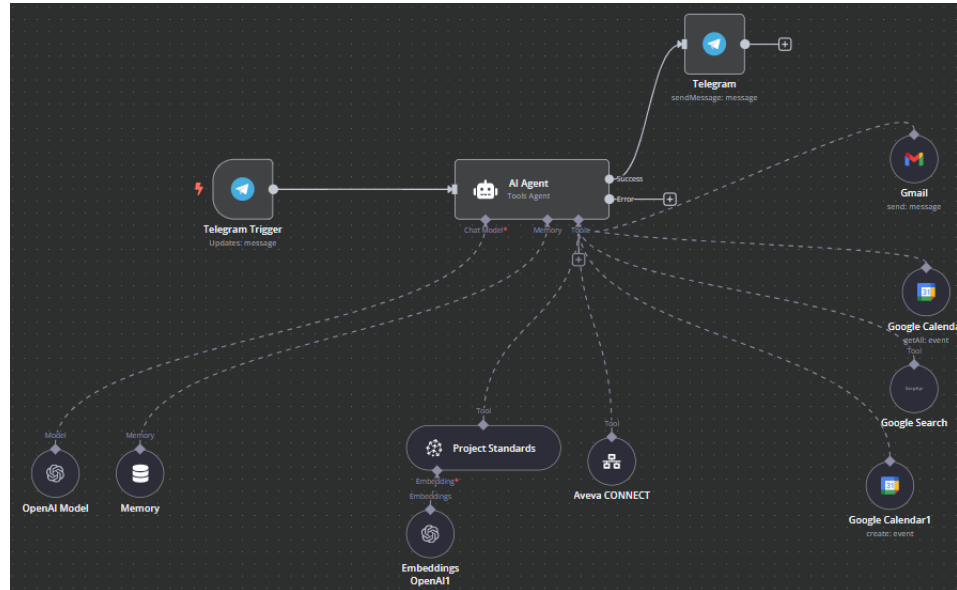 Telegram
sendMessage: message
Gmail
send: message
AI Agent
Tools Agent
Success
Error
Chat Model*
Memory
Tools
Telegram Trigger
Updates: message
31
Google Calenda
getAll: event
Tool
Google Search
Tool
Project Standards
Embedding*
Embeddings
Embeddings
OpenAI1
Tool
Aveva CONNECT
Model
OpenAI Model
Memory
Memory
31
Google Calendar1
create: event